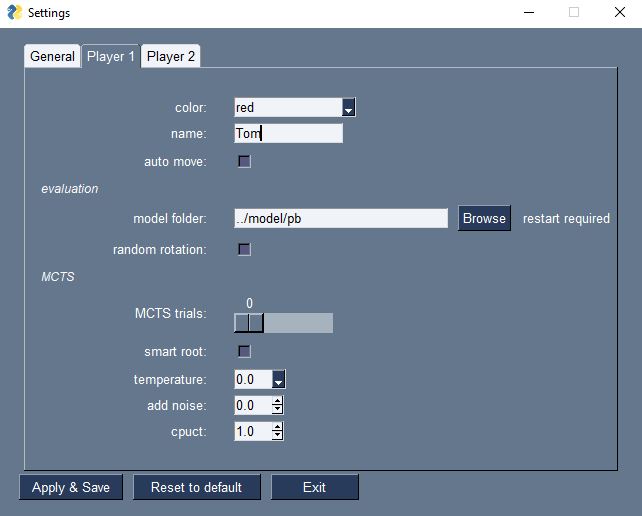 Settings
General Player 1 Player 2
color: red
name: Tom
auto move:
evaluation
model folder: ../model/pb Browse restart required
random rotation:
MCTS
0
MCTS trials:
smart root:
temperature: 0.0
add noise: 0.0
cpuct: 1.0
Apply & Save Reset to default Exit